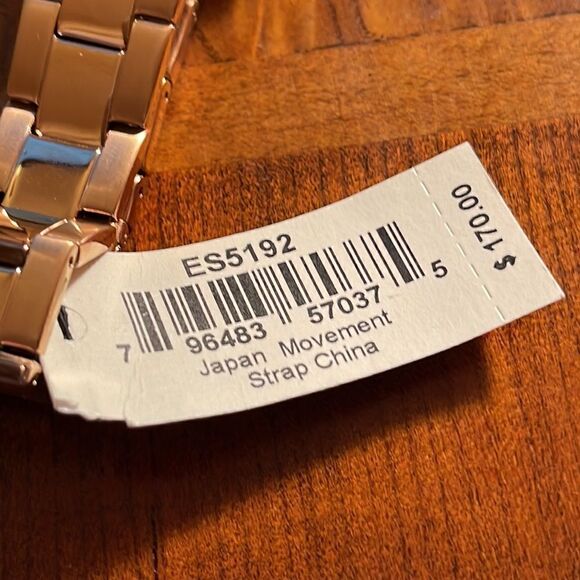 ES5192
7 96483 57037 5
Japan Movement
Strap China
$ 170.00